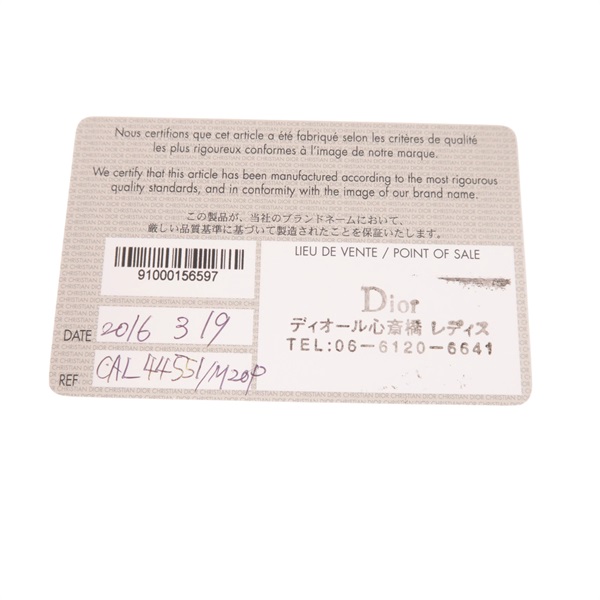 Nous certifions que cet article a été fabriqué selon les critères de qualité
les plus rigoureux conformes à l'image de notre marque.
We certify that this article has been manufactured according to the most rigourous
quality standards, and in conformity with the image of our brand name.
この製品が、当社のブランドネームにおいて、
厳しい品質基準に基づいて製造されたことを保証いたします。
91000156597
DATE 2016 3 19
REF CAL 44551/M20P
LIEU DE VENTE / POINT OF SALE
Dior
ディオール心斎橋 レディス
TEL:06-6120-6641